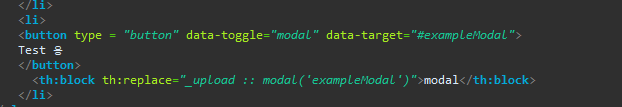 </li>
<li>
<button type = "button" data-toggle="modal" data-target="#exampleModal">
Test 용
</button>
<th:block th:replace="_upload :: modal('exampleModal')">modal</th:block>
</li>